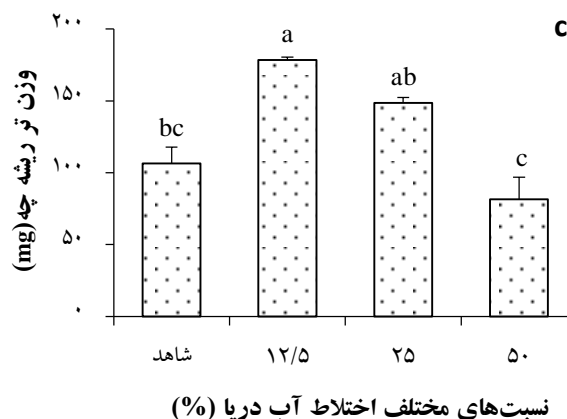 c
وزن تر ریشه چه(mg)
۲۰۰
۱۵۰
۱۰۰
۵۰
۰
bc
a
ab
c
شاهد
۱۲/۵
۲۵
۵۰
نسبت‌های مختلف اختلاط آب دریا (%)